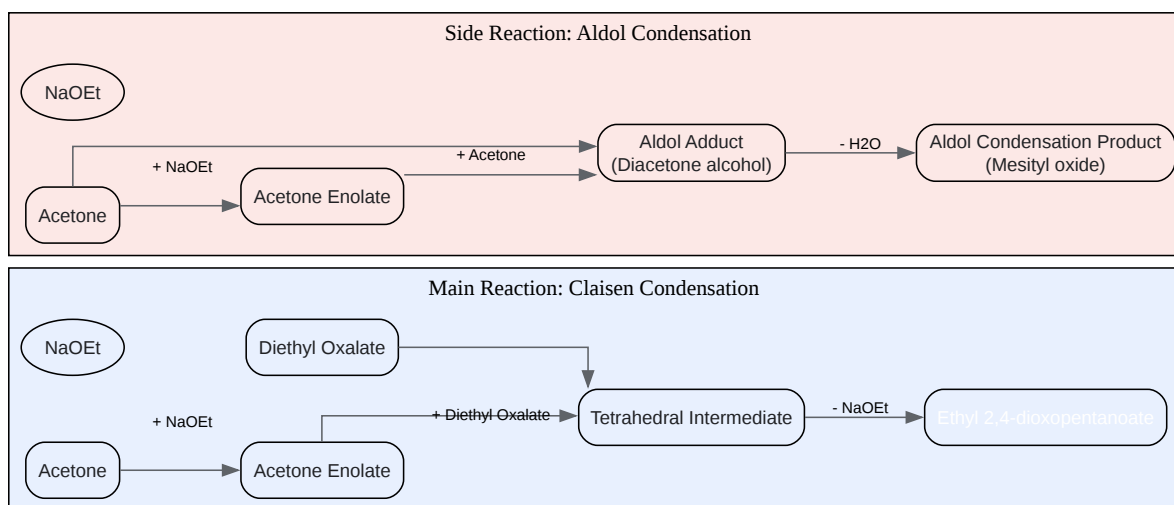 Side Reaction: Aldol Condensation
NaOEt
+ NaOEt
+ Acetone
Aldol Adduct
(Diacetone alcohol)
- H2O
Aldol Condensation Product
(Mesityl oxide)
Acetone
Acetone Enolate
Main Reaction: Claisen Condensation
NaOEt
Diethyl Oxalate
+ NaOEt
+ Diethyl Oxalate
Tetrahedral Intermediate
- NaOEt
Ethyl 2,4-dioxopentanoate
Acetone
Acetone Enolate